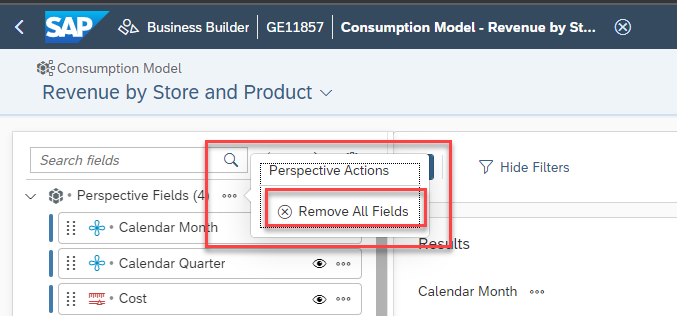 SAP Business Builder GE11857 Consumption Model - Revenue by St...
Consumption Model
Revenue by Store and Product
Search fields
Perspective Actions
Hide Filters
Perspective Fields (4)
Remove All Fields
Calendar Month
Results
Calendar Quarter
Calendar Month
Cost